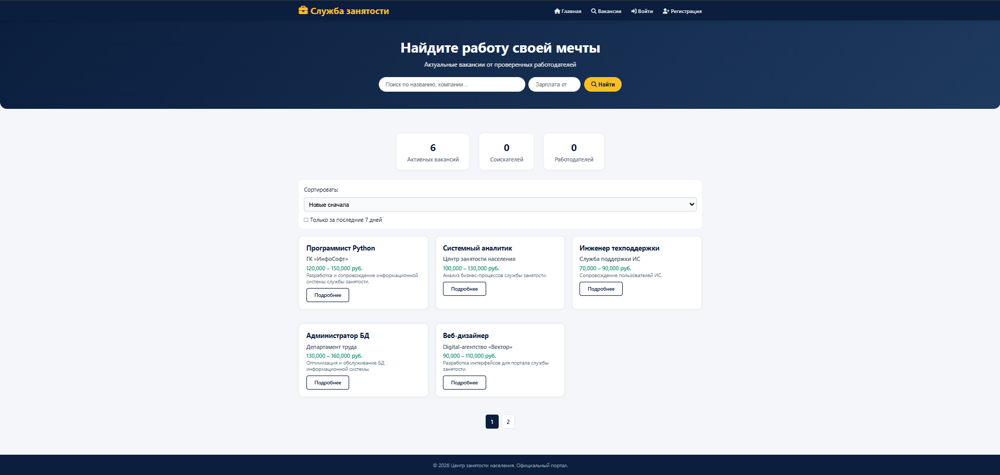 Служба занятости
Главная
Вакансии
Войти
Регистрация
Найдите работу своей мечты
Актуальные вакансии от проверенных работодателей
Поиск по названию, компании...
Зарплата от
Найти
6
Активных вакансий
0
Соискателей
0
Работодателей
Сортировать:
Новые сначала
Только за последние 7 дней
Программист Python
ГК «ИнфоСофт»
120,000 – 150,000 руб.
Разработка и сопровождение информационной
системы службы занятости.
Подробнее
Системный аналитик
Центр занятости населения
100,000 – 130,000 руб.
Анализ бизнес-процессов службы занятости.
Подробнее
Инженер техподдержки
Служба поддержки ИС
70,000 – 90,000 руб.
Сопровождение пользователей ИС.
Подробнее
Администратор БД
Департамент труда
130,000 – 160,000 руб.
Оптимизация и обслуживание БД
информационной системы.
Подробнее
Веб-дизайнер
Digital-агентство «Вектор»
90,000 – 110,000 руб.
Разработка интерфейсов для портала службы
занятости.
Подробнее
1
2
© 2026 Центр занятости населения. Официальный портал.